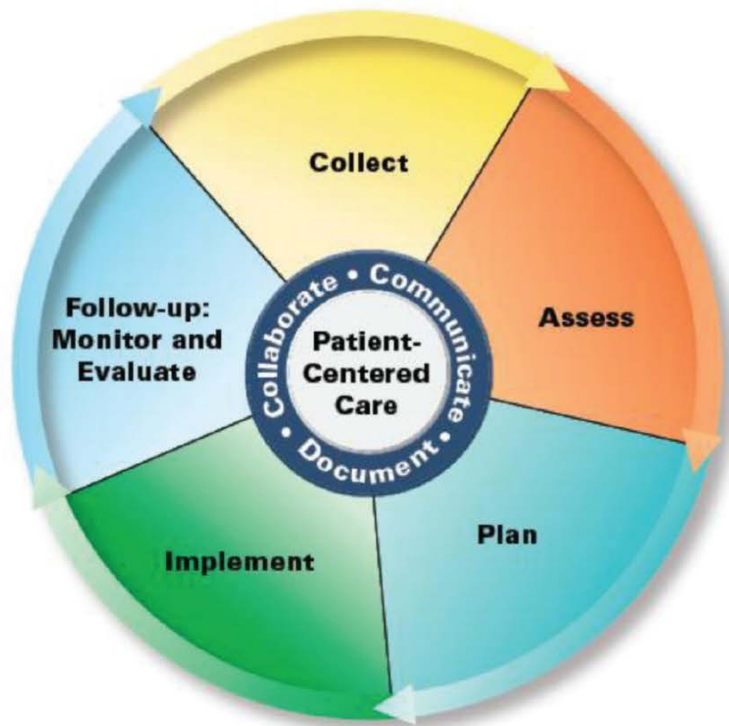 Collect
Assess
Plan
Implement
Follow-up:
Monitor and
Evaluate
Collaborate • Communicate • Document •
Patient-
Centered
Care